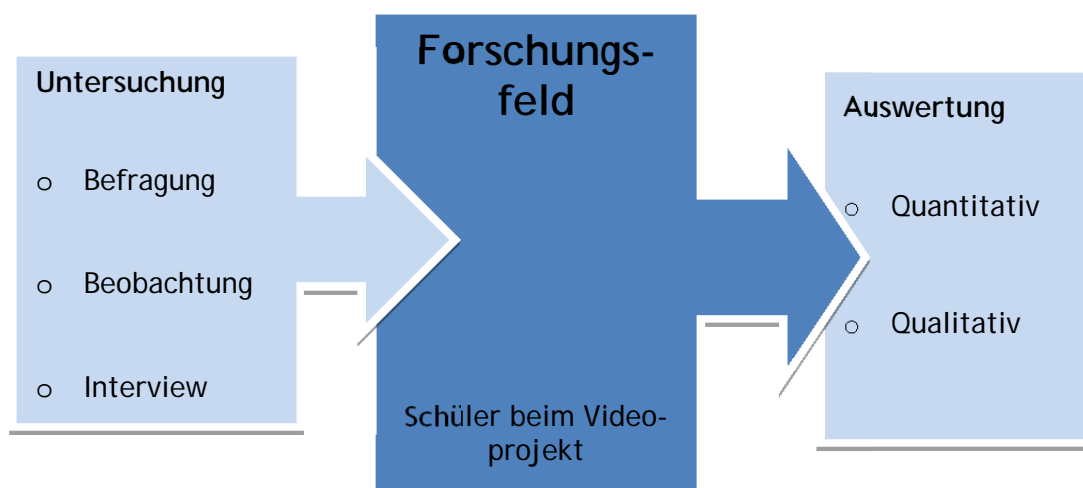 Untersuchung
o Befragung
o Beobachtung
o Interview
Forschungs-
feld
Schüler beim Video-
projekt
Auswertung
o Quantitativ
o Qualitativ